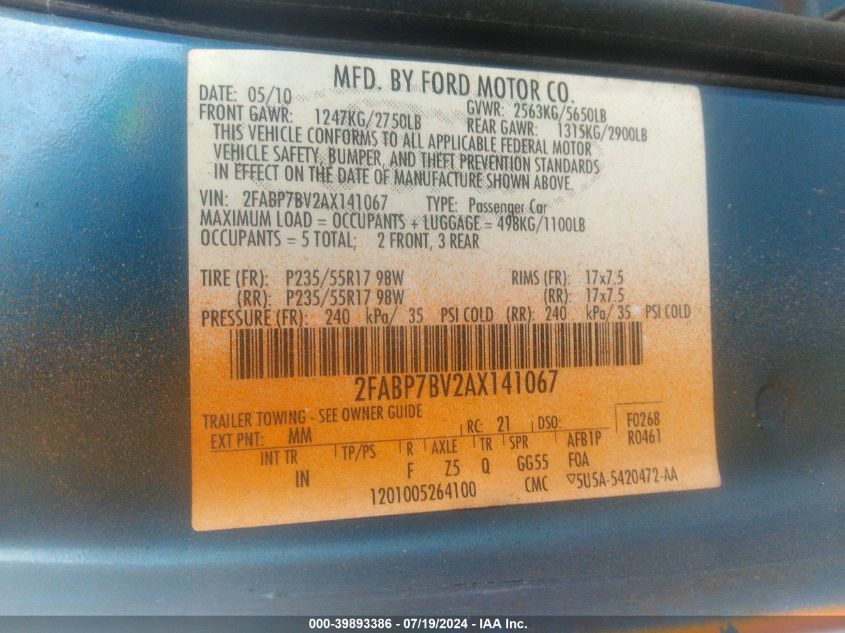 MFD. BY FORD MOTOR CO.
DATE: 05/10 GVWR: 2563KG/5650LB
FRONT GAWR: 1247KG/2750LB REAR GAWR: 1315KG/2900LB
THIS VEHICLE CONFORMS TO ALL APPLICABLE FEDERAL MOTOR
VEHICLE SAFETY, BUMPER, AND THEFT PREVENTION STANDARDS
IN EFFECT ON THE DATE OF MANUFACTURE SHOWN ABOVE.
VIN: 2FABP7BV2AX141067 TYPE: Passenger Car
MAXIMUM LOAD = OCCUPANTS + LUGGAGE = 498KG/1100LB
OCCUPANTS = 5 TOTAL; 2 FRONT, 3 REAR
TIRE (FR): P235/55R17 98W RIMS (FR): 17x7.5
(RR): P235/55R17 98W (RR): 17x7.5
PRESSURE (FR): 240 kPa/ 35 PSI COLD (RR): 240 kPa/ 35 PSI COLD
2FABP7BV2AX141067
TRAILER TOWING - SEE OWNER GUIDE
EXT PNT: MM RC: 21 DSO: F0268
R0461
INT TR TP/PS R AXLE TR SPR AFB1P
IN F Z5 Q GG55 FOA
1201005264100 CMC ▽5U5A-5420472-AA
000-39893386 / 07/19/2024 - IAA Inc.